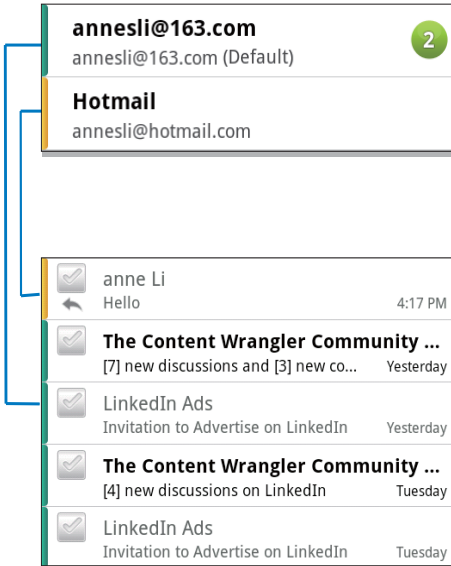 annesli@163.com
annesli@163.com (Default)
2
Hotmail
annesli@hotmail.com
anne Li
Hello 4:17 PM
The Content Wrangler Community ...
[7] new discussions and [3] new co... Yesterday
LinkedIn Ads
Invitation to Advertise on LinkedIn Yesterday
The Content Wrangler Community ...
[4] new discussions on LinkedIn Tuesday
LinkedIn Ads
Invitation to Advertise on LinkedIn Tuesday